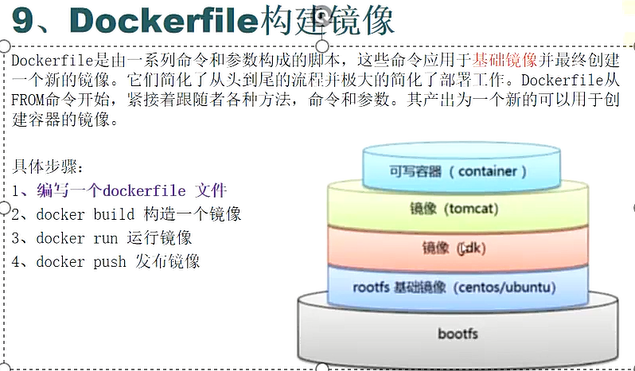 9、Dockerfile构建镜像
Dockerfile是由一系列命令和参数构成的脚本，这些命令应用于基础镜像并最终创建
一个新的镜像。它们简化了从头到尾的流程并极大的简化了部署工作。Dockerfile从
FROM命令开始，紧接着跟随者各种方法，命令和参数。其产出为一个新的可以用于创
建容器的镜像。
具体步骤：
1、编写一个dockerfile 文件
2、docker build 构造一个镜像
3、docker run 运行镜像
4、docker push 发布镜像
可写容器（container）
镜像（tomcat）
镜像（jdk）
rootfs 基础镜像（centos/ubuntu）
bootfs